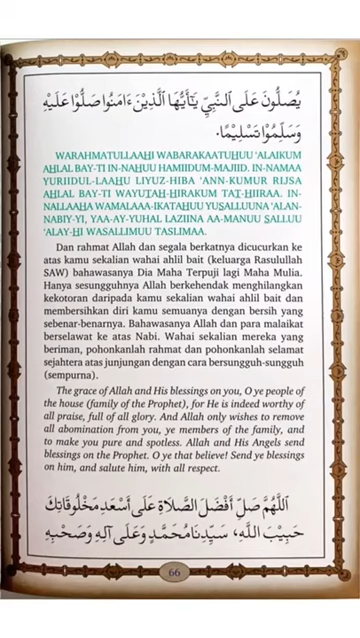 يُصَلُّونَ عَلَى ٱلنَّبِيِّ يَـٰٓأَيُّهَا ٱلَّذِينَ ءَامَنُوا۟ صَلُّوا۟ عَلَيْهِ
وَسَلِّمُوا۟ تَسْلِيمًا.
WARAHMATULLAAHI WABARAKAATUHUU 'ALAIKUM
AHLAL BAY-TI IN-NAHUU HAMIIDUM-MAJIID. IN-NAMAA
YURIIDUL-LAAHU LIYUZ-HIBA 'ANN-KUMUR RIJSA
AHLAL BAY-TI WAYUTAH-HIRAKUM TAT-HIIRAA. IN-
NALLAAHA WAMALAAA-IKATAHUU YUSALLUUNA 'ALAN-
NABIY-YI, YAA-AY-YUHAL LAZIINA AA-MANUU SALLUU
'ALAY-HI WASALLIMUU TASLIIMAA.
Dan rahmat Allah dan segala berkatnya dicucurkan ke
atas kamu sekalian wahai ahlil bait (keluarga Rasulullah
SAW) bahawasanya Dia Maha Terpuji lagi Maha Mulia.
Hanya sesungguhnya Allah berkehendak menghilangkan
kekotoran daripada kamu sekalian wahai ahlil bait dan
membersihkan diri kamu semuanya dengan bersih yang
sebenar-benarnya. Bahawasanya Allah dan para malaikat
berselawat ke atas Nabi. Wahai sekalian mereka yang
beriman, pohonkanlah rahmat dan pohonkanlah selamat
sejahtera atas junjungan dengan cara bersungguh-sungguh
(sempurna).
The grace of Allah and His blessings on you, O ye people of
the house (family of the Prophet), for He is indeed worthy of
all praise, full of all glory. And Allah only wishes to remove
all abomination from you, ye members of the family, and
to make you pure and spotless. Allah and His Angels send
blessings on the Prophet. O ye that believe! Send ye blessings
on him, and salute him, with all respect.
اَللَّهُمَّ صَلِّ أَفْضَلَ الصَّلَاةِ عَلَى أَسْعَدِ مَخْلُوقَاتِكَ
حَبِيْبَ اللَّهِ، سَيِّدِنَا مُحَمَّدٍ وَعَلَى آلِهِ وَصَحْبِهِ
66